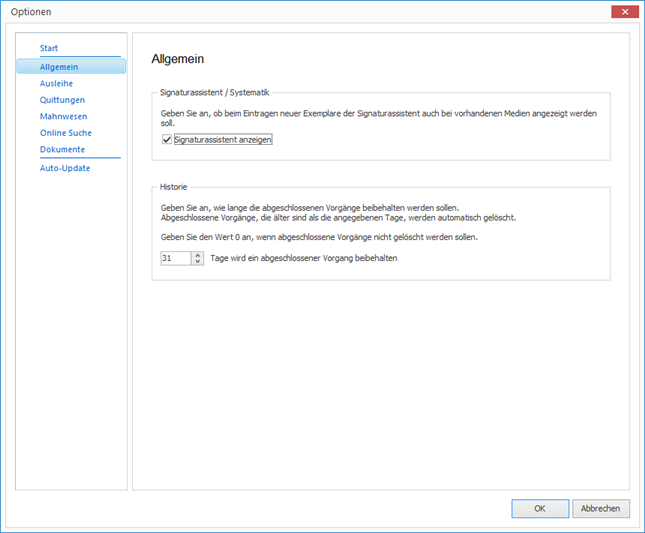 Optionen
Start
Allgemein
Ausleihe
Quittungen
Mahnwesen
Online Suche
Dokumente
Auto-Update
Allgemein
Signaturassistent / Systematik
Geben Sie an, ob beim Eintragen neuer Exemplare der Signaturassistent auch bei vorhandenen Medien angezeigt werden
soll.
Signaturassistent anzeigen
Historie
Geben Sie an, wie lange die abgeschlossenen Vorgänge beibehalten werden sollen.
Abgeschlossene Vorgänge, die älter sind als die angegebenen Tage, werden automatisch gelöscht.
Geben Sie den Wert 0 an, wenn abgeschlossene Vorgänge nicht gelöscht werden sollen.
31 Tage wird ein abgeschlossener Vorgang beibehalten
OK Abbrechen